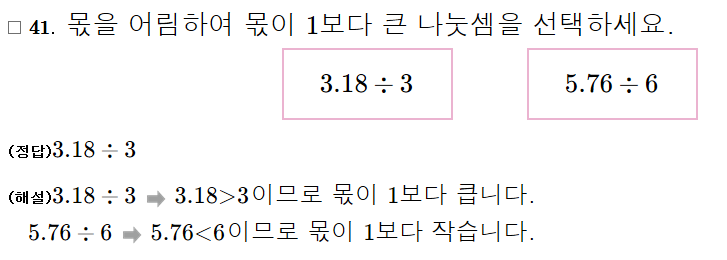 □ 41. 몫을 어림하여 몫이 1보다 큰 나눗셈을 선택하세요.
3.18÷3 5.76÷6
(정답)3.18÷3
(해설)3.18÷3 ➡ 3.18>3이므로 몫이 1보다 큽니다.
5.76÷6 ➡ 5.76<6이므로 몫이 1보다 작습니다.